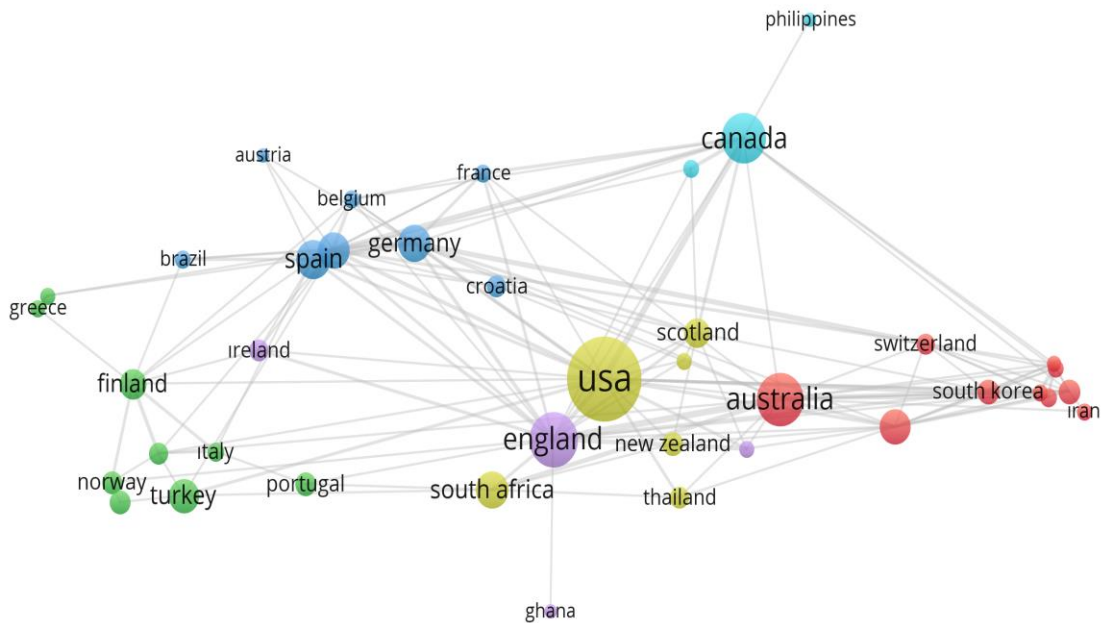 philippines
canada
austria
france
belgium
germany
spain
brazil
croatia
greece
scotland
ireland
switzerland
finland
usa
south korea
australia
iran
england
new zealand
italy
norway
turkey
portugal
south africa
thailand
ghana